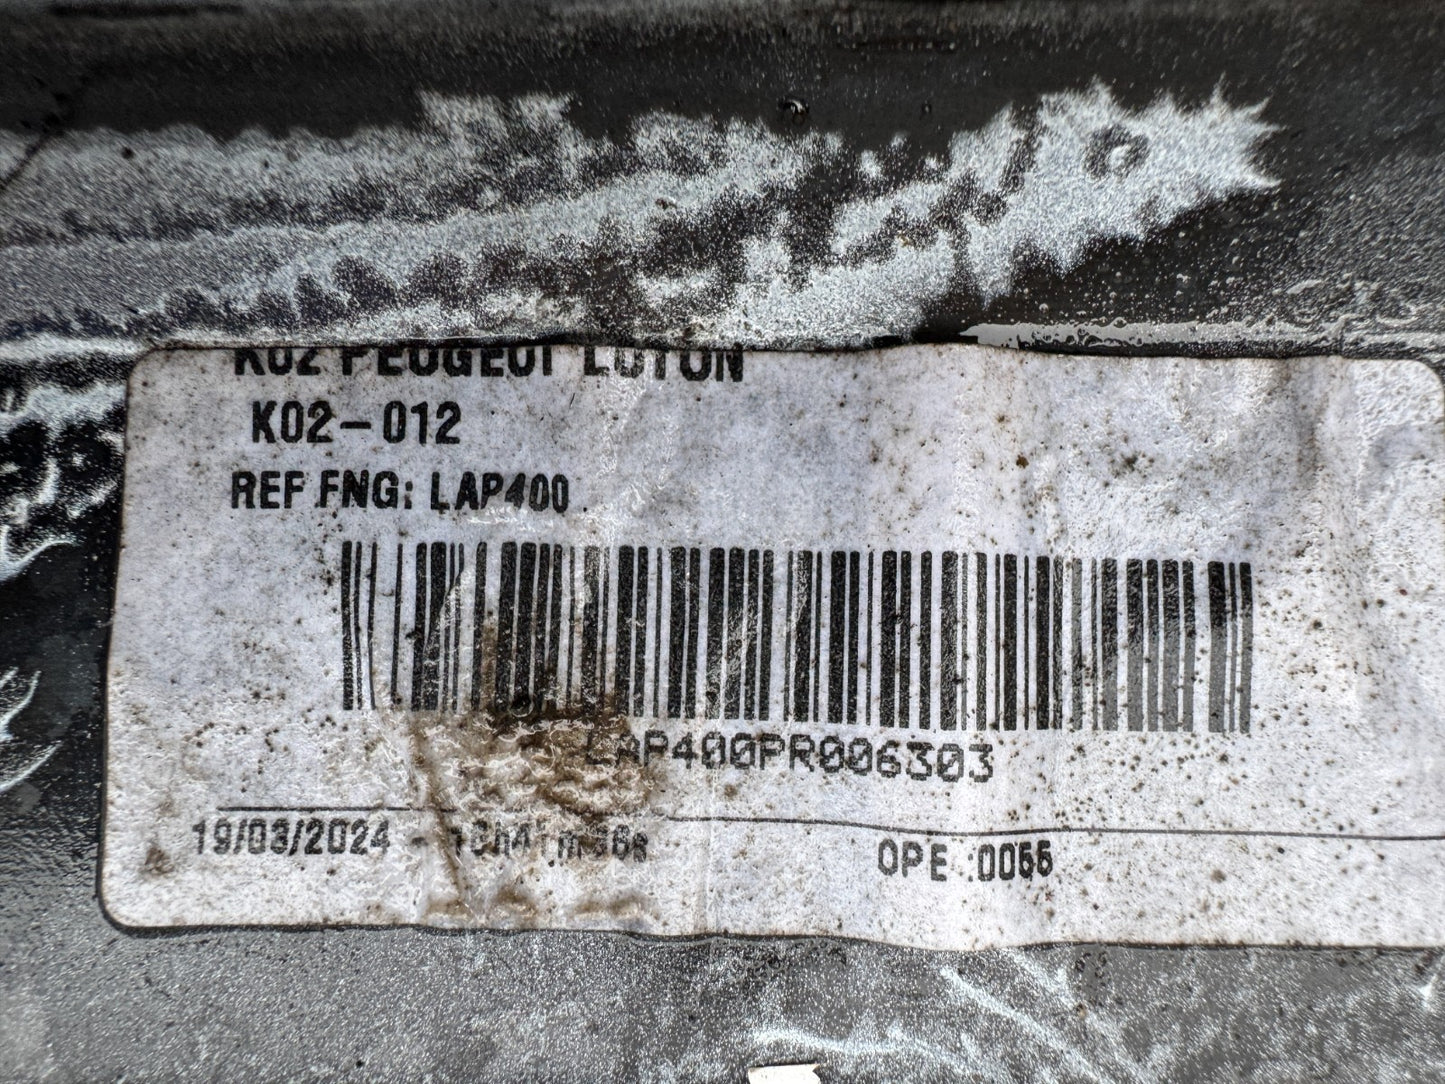 K02 PEUGEOT LUTON
K02-012
REF FNG: LAP400
LAP400PR006303
19/03/2024 -
OPE :0055